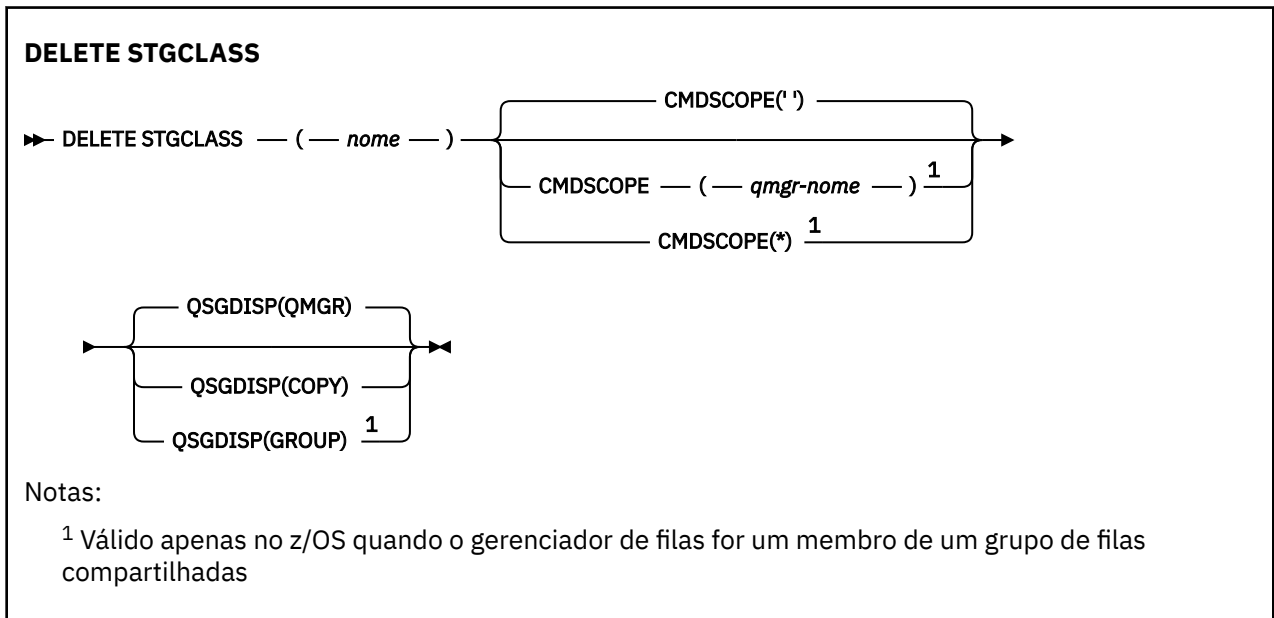 DELETE STGCLASS
CMDSCOPE(' ')
DELETE STGCLASS ( nome )
CMDSCOPE ( qmgr-nome ) 1
CMDSCOPE(*) 1
QSGDISP(QMGR)
QSGDISP(COPY)
QSGDISP(GROUP) 1
Notas:
1 Válido apenas no z/OS quando o gerenciador de filas for um membro de um grupo de filas
compartilhadas